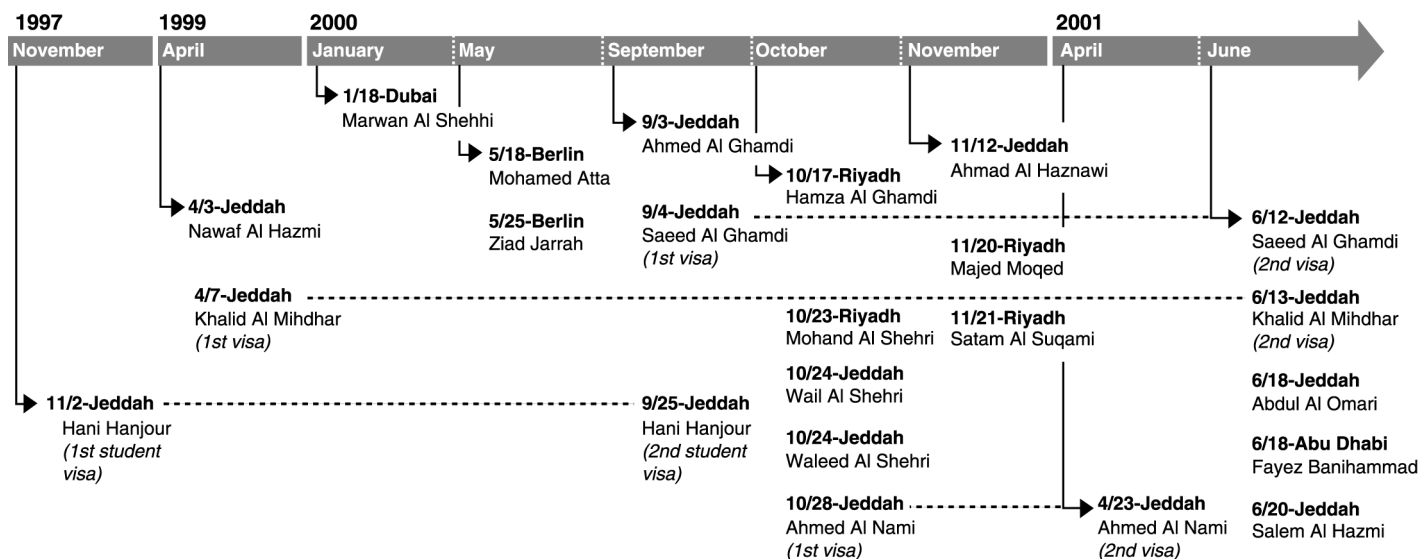 1997
1999
2000
2001
November
April
January
May
September
October
November
April
June
11/2-Jeddah
Hani Hanjour
(1st student
visa)
4/3-Jeddah
Nawaf Al Hazmi
4/7-Jeddah
Khalid Al Mihdhar
(1st visa)
1/18-Dubai
Marwan Al Shehhi
5/18-Berlin
Mohamed Atta
5/25-Berlin
Ziad Jarrah
9/3-Jeddah
Ahmed Al Ghamdi
9/4-Jeddah
Saeed Al Ghamdi
(1st visa)
9/25-Jeddah
Hani Hanjour
(2nd student
visa)
10/17-Riyadh
Hamza Al Ghamdi
10/23-Riyadh
Mohand Al Shehri
10/24-Jeddah
Wail Al Shehri
10/24-Jeddah
Waleed Al Shehri
10/28-Jeddah
Ahmed Al Nami
(1st visa)
11/12-Jeddah
Ahmad Al Haznawi
11/20-Riyadh
Majed Moqed
11/21-Riyadh
Satam Al Suqami
4/23-Jeddah
Ahmed Al Nami
(2nd visa)
6/12-Jeddah
Saeed Al Ghamdi
(2nd visa)
6/13-Jeddah
Khalid Al Mihdhar
(2nd visa)
6/18-Jeddah
Abdul Al Omari
6/18-Abu Dhabi
Fayez Banihammad
6/20-Jeddah
Salem Al Hazmi